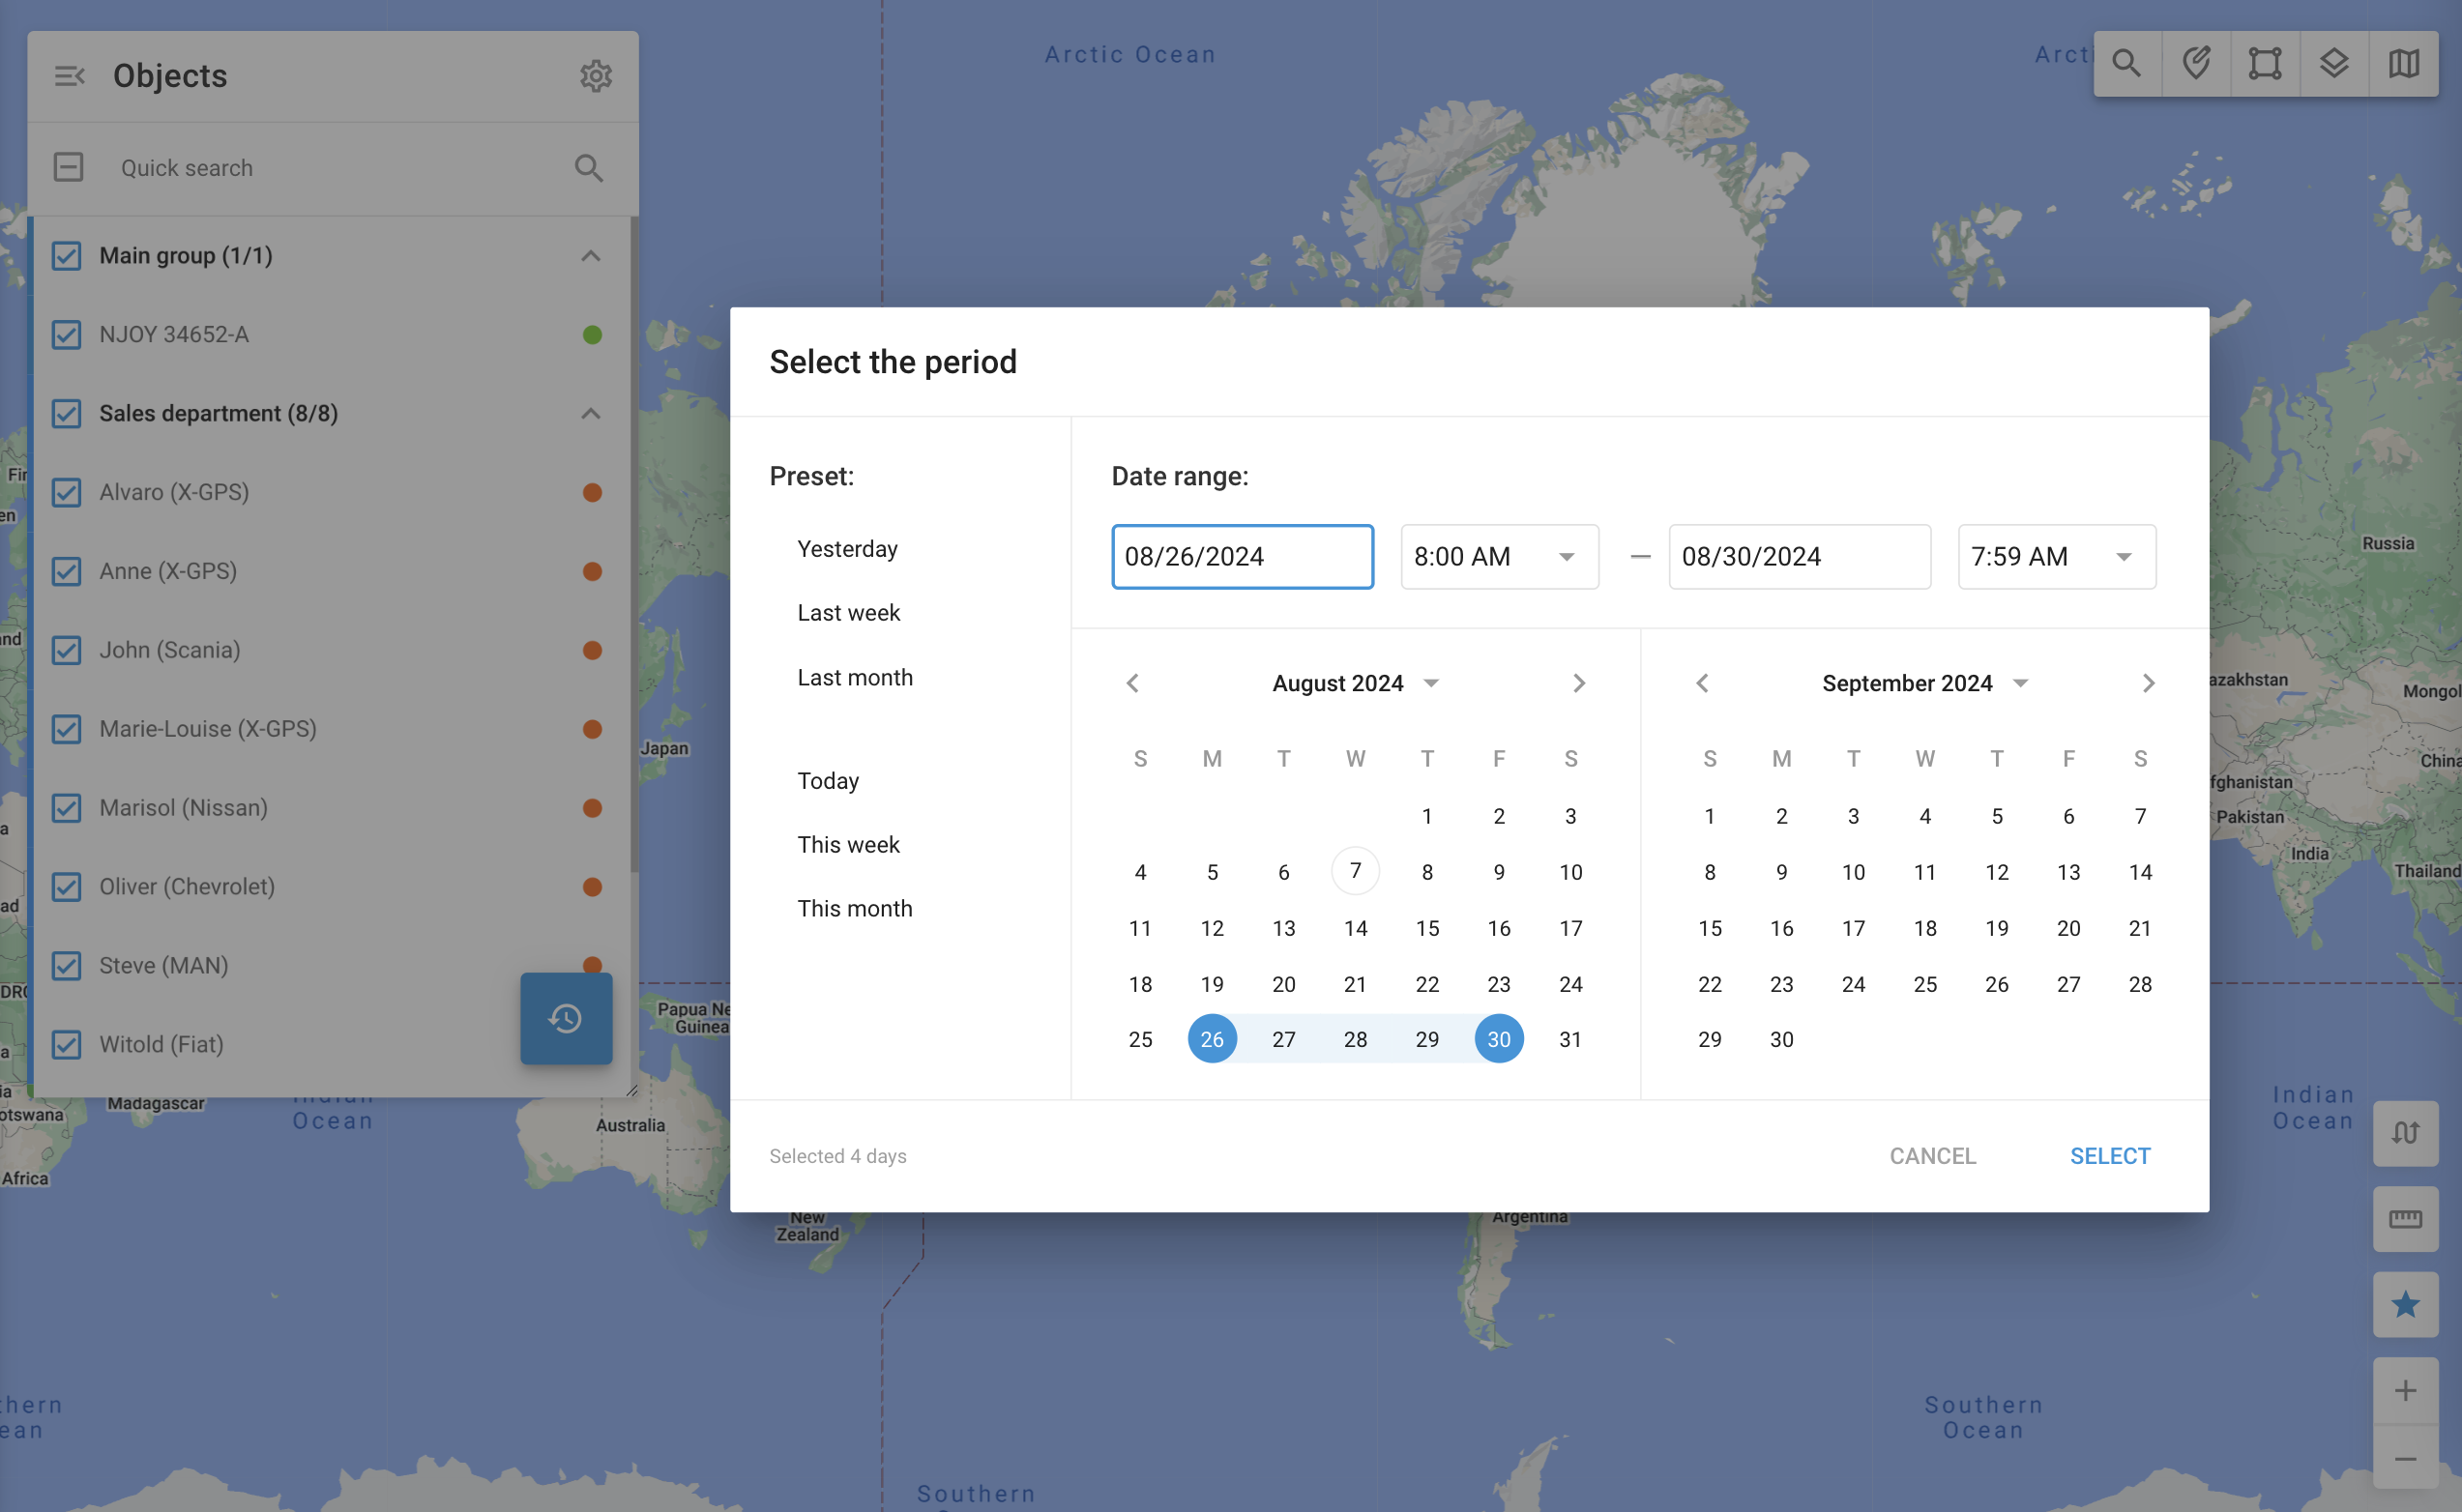 Objects
Quick search
Main group (1/1)
NJOY 34652-A
Sales department (8/8)
Alvaro (X-GPS)
Anne (X-GPS)
John (Scania)
Marie-Louise (X-GPS)
Marisol (Nissan)
Oliver (Chevrolet)
Steve (MAN)
Witold (Fiat)
Select the period
Preset:
Yesterday
Last week
Last month
Today
This week
This month
Date range:
08/26/2024 8:00 AM — 08/30/2024 7:59 AM
August 2024
S M T W T F S
1 2 3
4 5 6 7 8 9 10
11 12 13 14 15 16 17
18 19 20 21 22 23 24
25 26 27 28 29 30 31
September 2024
S M T W T F S
1 2 3 4 5 6 7
8 9 10 11 12 13 14
15 16 17 18 19 20 21
22 23 24 25 26 27 28
29 30
Selected 4 days
CANCEL SELECT
Arctic Ocean
Russia
Japan
Mongol
China
Pakistan
India
Thailand
Papua Ne
Guinea
Madagascar
Indian
Ocean
Australia
Africa
New
Zealand
Argentina
Indian
Ocean
Southern
Ocean
Southern
azkhstan
fghanistan
otswana